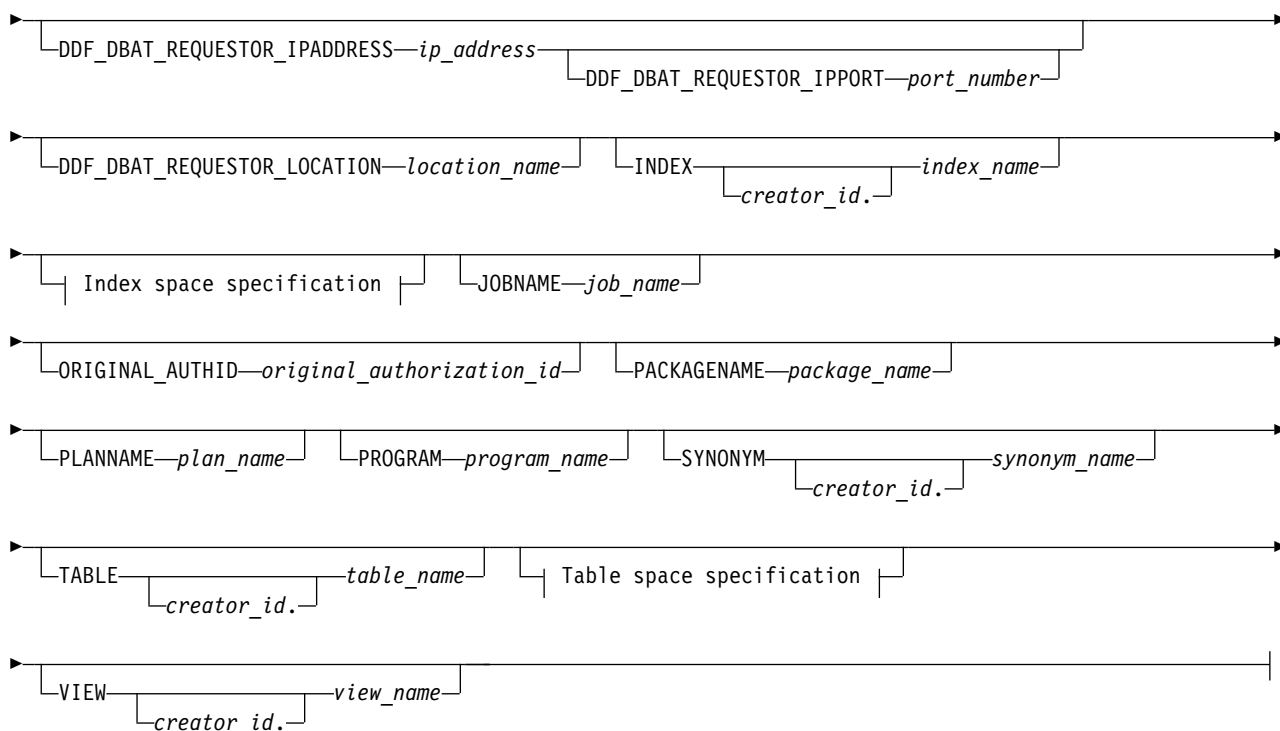 DDF_DBAT_REQUESTOR_IPADDRESS ip_address
DDF_DBAT_REQUESTOR_IPPORT port_number
DDF_DBAT_REQUESTOR_LOCATION location_name INDEX index_name
creator_id.
Index space specification JOBNAME job_name
ORIGINAL_AUTHID original_authorization_id PACKAGENAME package_name
PLANNAME plan_name PROGRAM program_name SYNONYM synonym_name
creator_id.
TABLE table_name Table space specification
creator_id.
VIEW view_name
creator id.